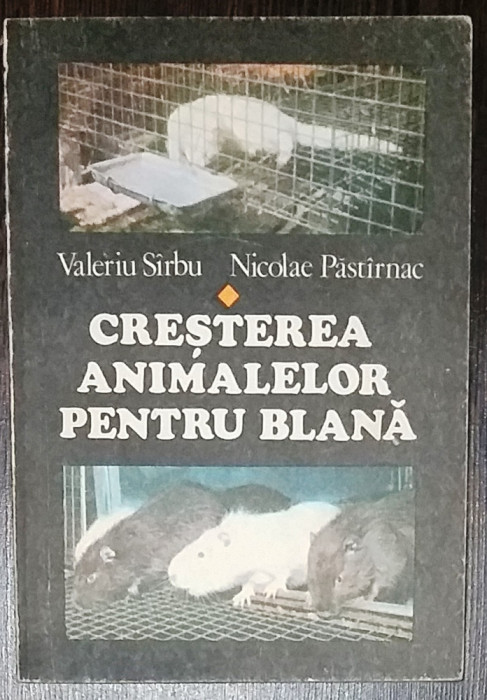 Valeriu Sîrbu Nicolae Păstîrnac
CREȘTEREA
ANIMALELOR
PENTRU BLANĂ